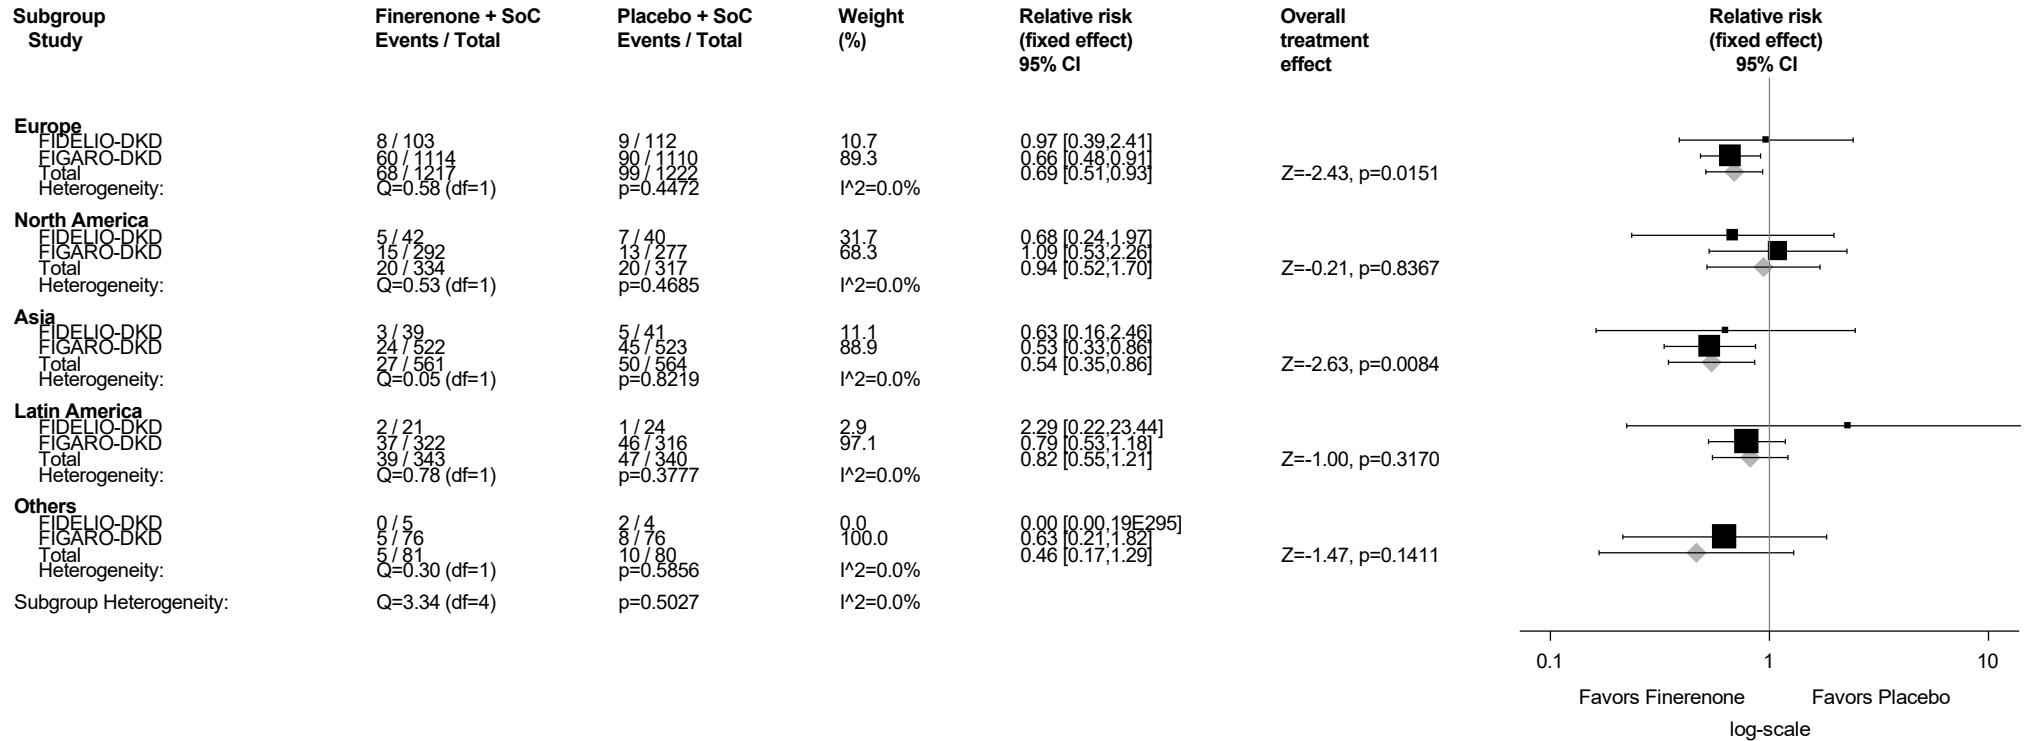 Subgroup Finerenone + SoC Placebo + SoC Weight Relative risk Overall Relative risk
Study Events / Total Events / Total (%) (fixed effect) treatment (fixed effect)
95% CI effect 95% CI
Europe
FIDELIO-DKD 8 / 103 9 / 112 10.7 0.97 [0.39,2.41]
FIGARO-DKD 60 / 1114 90 / 1110 89.3 0.66 [0.48,0.91]
Total 68 / 1217 99 / 1222 0.69 [0.51,0.93] Z=-2.43, p=0.0151
Heterogeneity: Q=0.58 (df=1) p=0.4472 I^2=0.0%
North America
FIDELIO-DKD 5 / 42 7 / 40 31.7 0.68 [0.24,1.97]
FIGARO-DKD 15 / 292 13 / 277 68.3 1.09 [0.53,2.26]
Total 20 / 334 20 / 317 0.94 [0.52,1.70] Z=-0.21, p=0.8367
Heterogeneity: Q=0.53 (df=1) p=0.4685 I^2=0.0%
Asia
FIDELIO-DKD 3 / 39 5 / 41 11.1 0.63 [0.16,2.46]
FIGARO-DKD 24 / 522 45 / 523 88.9 0.53 [0.33,0.86]
Total 27 / 561 50 / 564 0.54 [0.35,0.86] Z=-2.63, p=0.0084
Heterogeneity: Q=0.05 (df=1) p=0.8219 I^2=0.0%
Latin America
FIDELIO-DKD 2 / 21 1 / 24 2.9 2.29 [0.22,23.44]
FIGARO-DKD 37 / 322 46 / 316 97.1 0.79 [0.53,1.18]
Total 39 / 343 47 / 340 0.82 [0.55,1.21] Z=-1.00, p=0.3170
Heterogeneity: Q=0.78 (df=1) p=0.3777 I^2=0.0%
Others
FIDELIO-DKD 0 / 5 2 / 4 0.0 0.00 [0.00,19E295]
FIGARO-DKD 5 / 76 8 / 76 100.0 0.63 [0.21,1.82]
Total 5 / 81 10 / 80 0.46 [0.17,1.29] Z=-1.47, p=0.1411
Heterogeneity: Q=0.30 (df=1) p=0.5856 I^2=0.0%
Subgroup Heterogeneity: Q=3.34 (df=4) p=0.5027 I^2=0.0%
0.1 1 10
Favors Finerenone Favors Placebo
log-scale